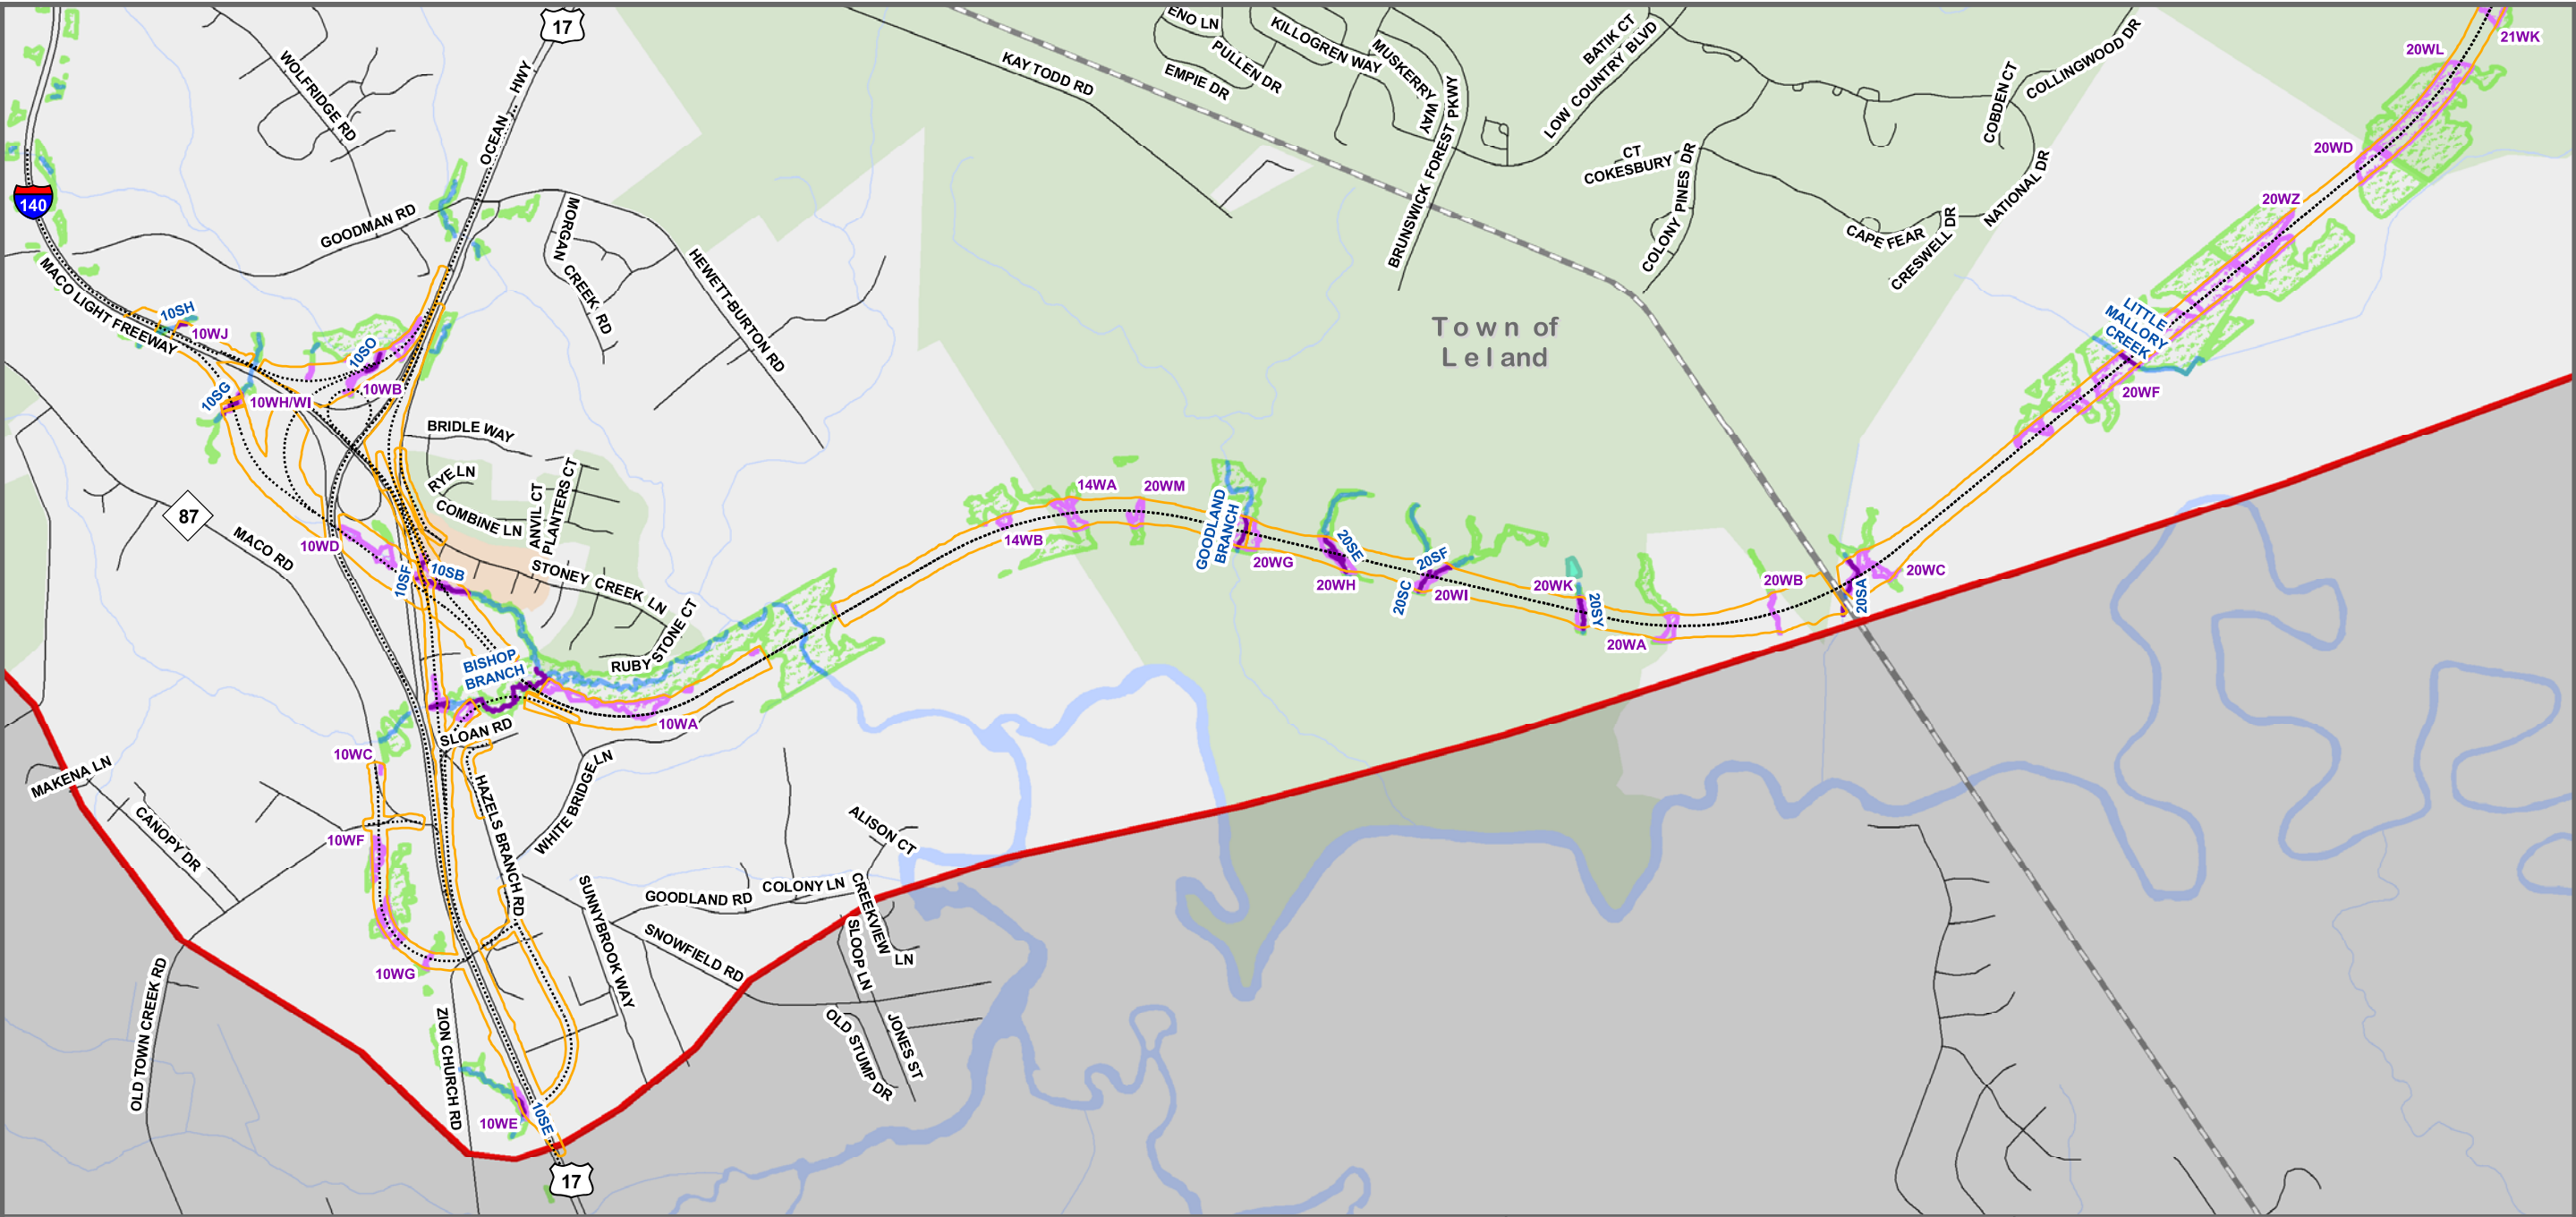 17
ENO LN
PULLEN DR
EMPIE DR
KILLOGREN WAY
MUSKERRY WAY
BATIK CT
LOW COUNTRY BLVD
COLLINGWOOD DR
COBDEN CT
20WL
21WK
WOLFRIDGE RD
OCEAN HWY
KAY TODD RD
BRUNSWICK FOREST PKWY
CT
COKESBURY
COLONY PINES DR
NATIONAL DR
20WD
140
GOODMAN RD
MORGAN CREEK RD
HEWETT-BURTON RD
CAPE FEAR
CRESWELL DR
20WZ
MACO LIGHT FREEWAY
10SH
10WJ
10SO
10WB
10SG
10WH/WI
Town of
Leland
LITTLE
MALLORY
CREEK
20WF
BRIDLE WAY
RYE LN
COMBINE LN
ANVIL CT
PLANTERS CT
87
MACO RD
10WD
10SF
10SB
STONEY CREEK LN
14WA
20WM
14WB
GOODLAND
BRANCH
20WG
20SE
20WH
20SF
20SC
20WI
20WK
20SY
20WA
20WB
20SA
20WC
BISHOP
BRANCH
RUBY STONE CT
10WA
SLOAN RD
10WC
MAKENA LN
CANOPY DR
10WF
HAZELS BRANCH RD
WHITE BRIDGE LN
ALISON CT
COLONY LN
GOODLAND RD
CREEKVIEW LN
SUNNYBROOK WAY
SNOWFIELD RD
SLOOP LN
10WG
OLD TOWN CREEK RD
ZION CHURCH RD
OLD STUMP DR
JONES ST
10WE
10SE
17